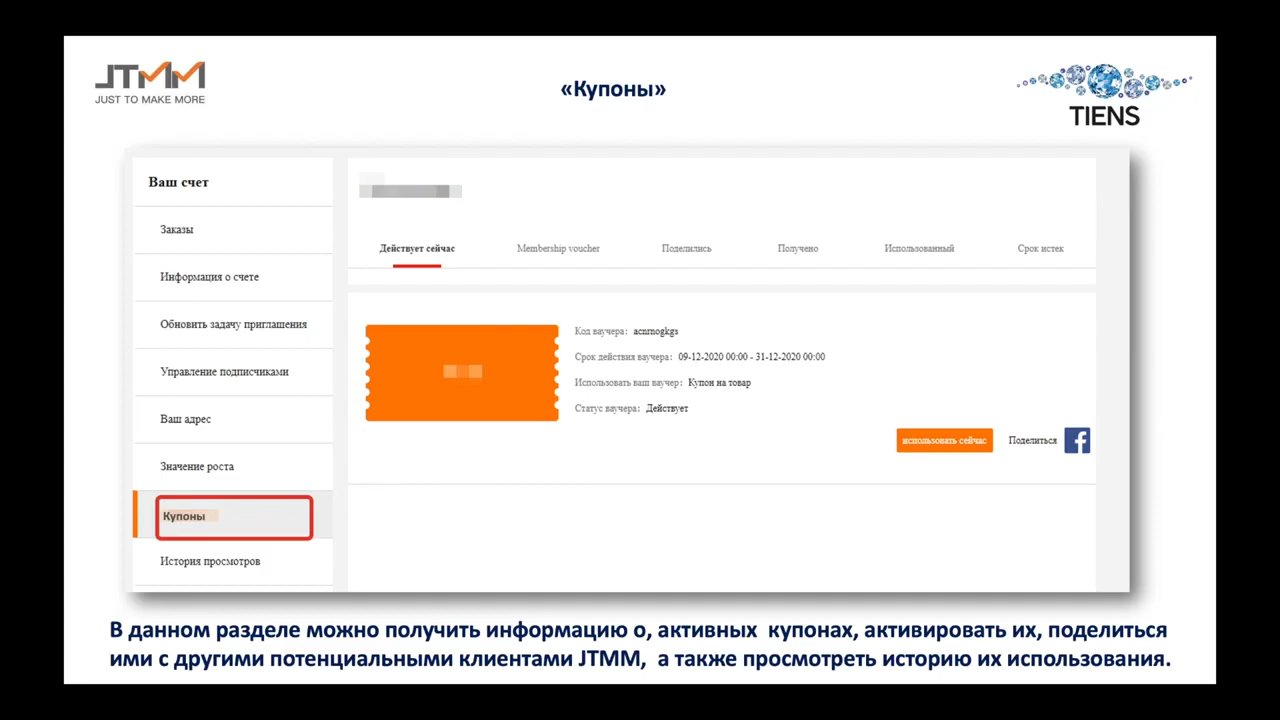 JTMM
JUST TO MAKE MORE
«Купоны»
TIENS
Ваш счет
Заказы
Информация о счете
Обновить задачу приглашения
Управление подписчиками
Ваш адрес
Значение роста
Купоны
История просмотров
Действует сейчас Membership voucher Поделились Получено Использованный Срок истек
Код ваучера: acnrnogkgs
Срок действия ваучера: 09-12-2020 00:00 - 31-12-2020 00:00
Использовать ваш ваучер: Купон на товар
Статус ваучера: Действует
использовать сейчас Поделиться f
В данном разделе можно получить информацию о, активных купонах, активировать их, поделиться
ими с другими потенциальными клиентами JTMM, а также просмотреть историю их использования.